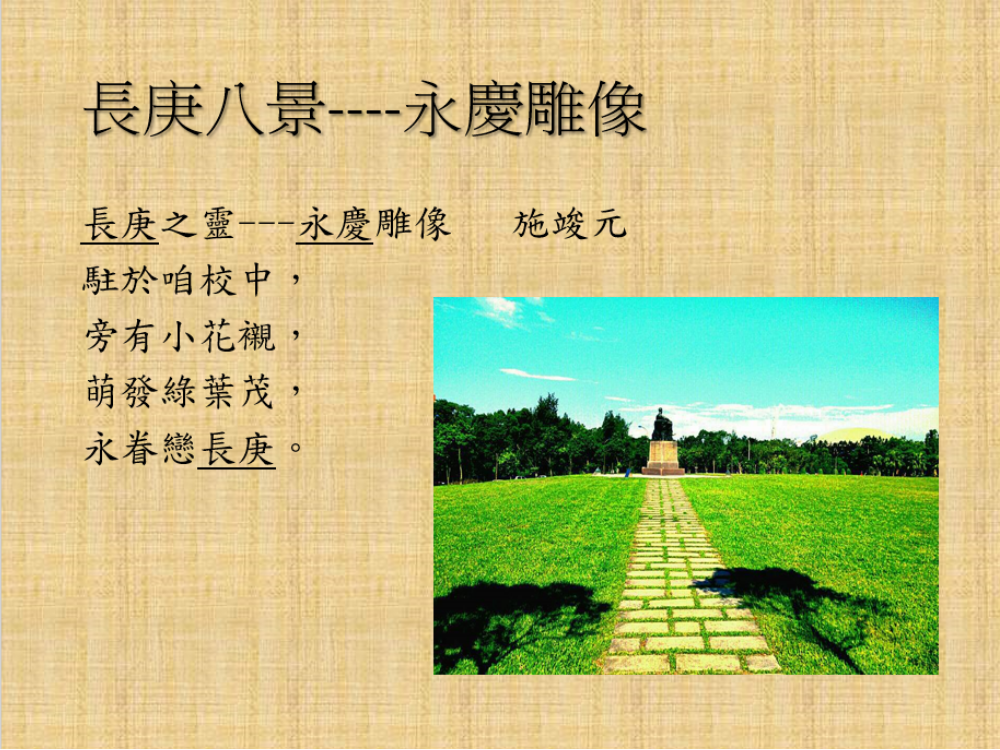 長庚八景----永慶雕像
長庚之靈---永慶雕像　施竣元
駐於咱校中，
旁有小花襯，
萌發綠葉茂，
永眷戀長庚。